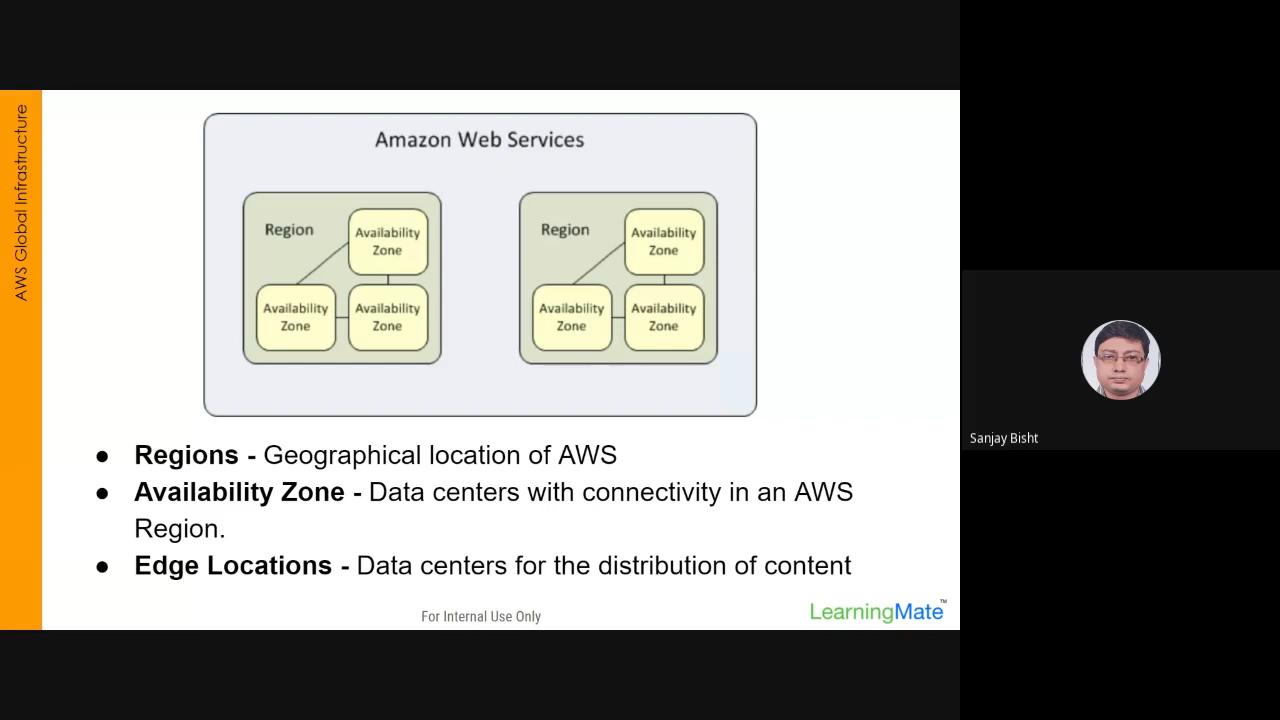 AWS Global Infrastructure
Amazon Web Services
Region
Availability
Zone
Availability
Zone
Availability
Zone
Region
Availability
Zone
Availability
Zone
Availability
Zone
● Regions - Geographical location of AWS
● Availability Zone - Data centers with connectivity in an AWS
Region.
● Edge Locations - Data centers for the distribution of content
For Internal Use Only
LearningMate™
Sanjay Bisht